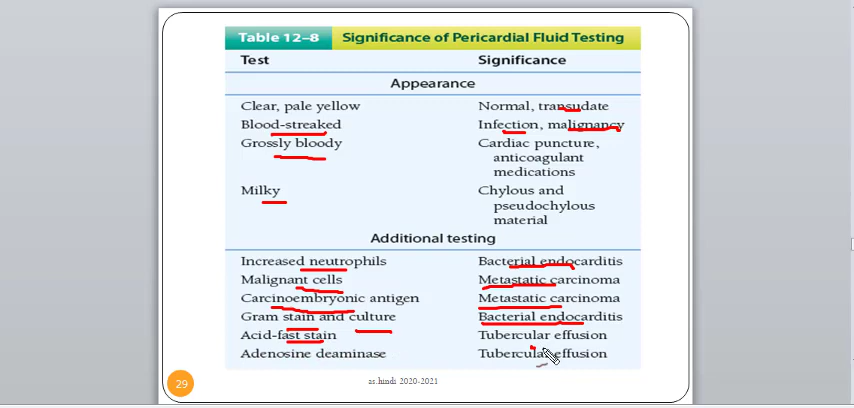 Table 12–8 Significance of Pericardial Fluid Testing
Test Significance
Appearance
Clear, pale yellow Normal, transudate
Blood-streaked Infection, malignancy
Grossly bloody Cardiac puncture,
anticoagulant
medications
Milky Chylous and
pseudochylous
material
Additional testing
Increased neutrophils Bacterial endocarditis
Malignant cells Metastatic carcinoma
Carcinoembryonic antigen Metastatic carcinoma
Gram stain and culture Bacterial endocarditis
Acid-fast stain Tubercular effusion
Adenosine deaminase Tubercular effusion
29
as.hindi 2020-2021